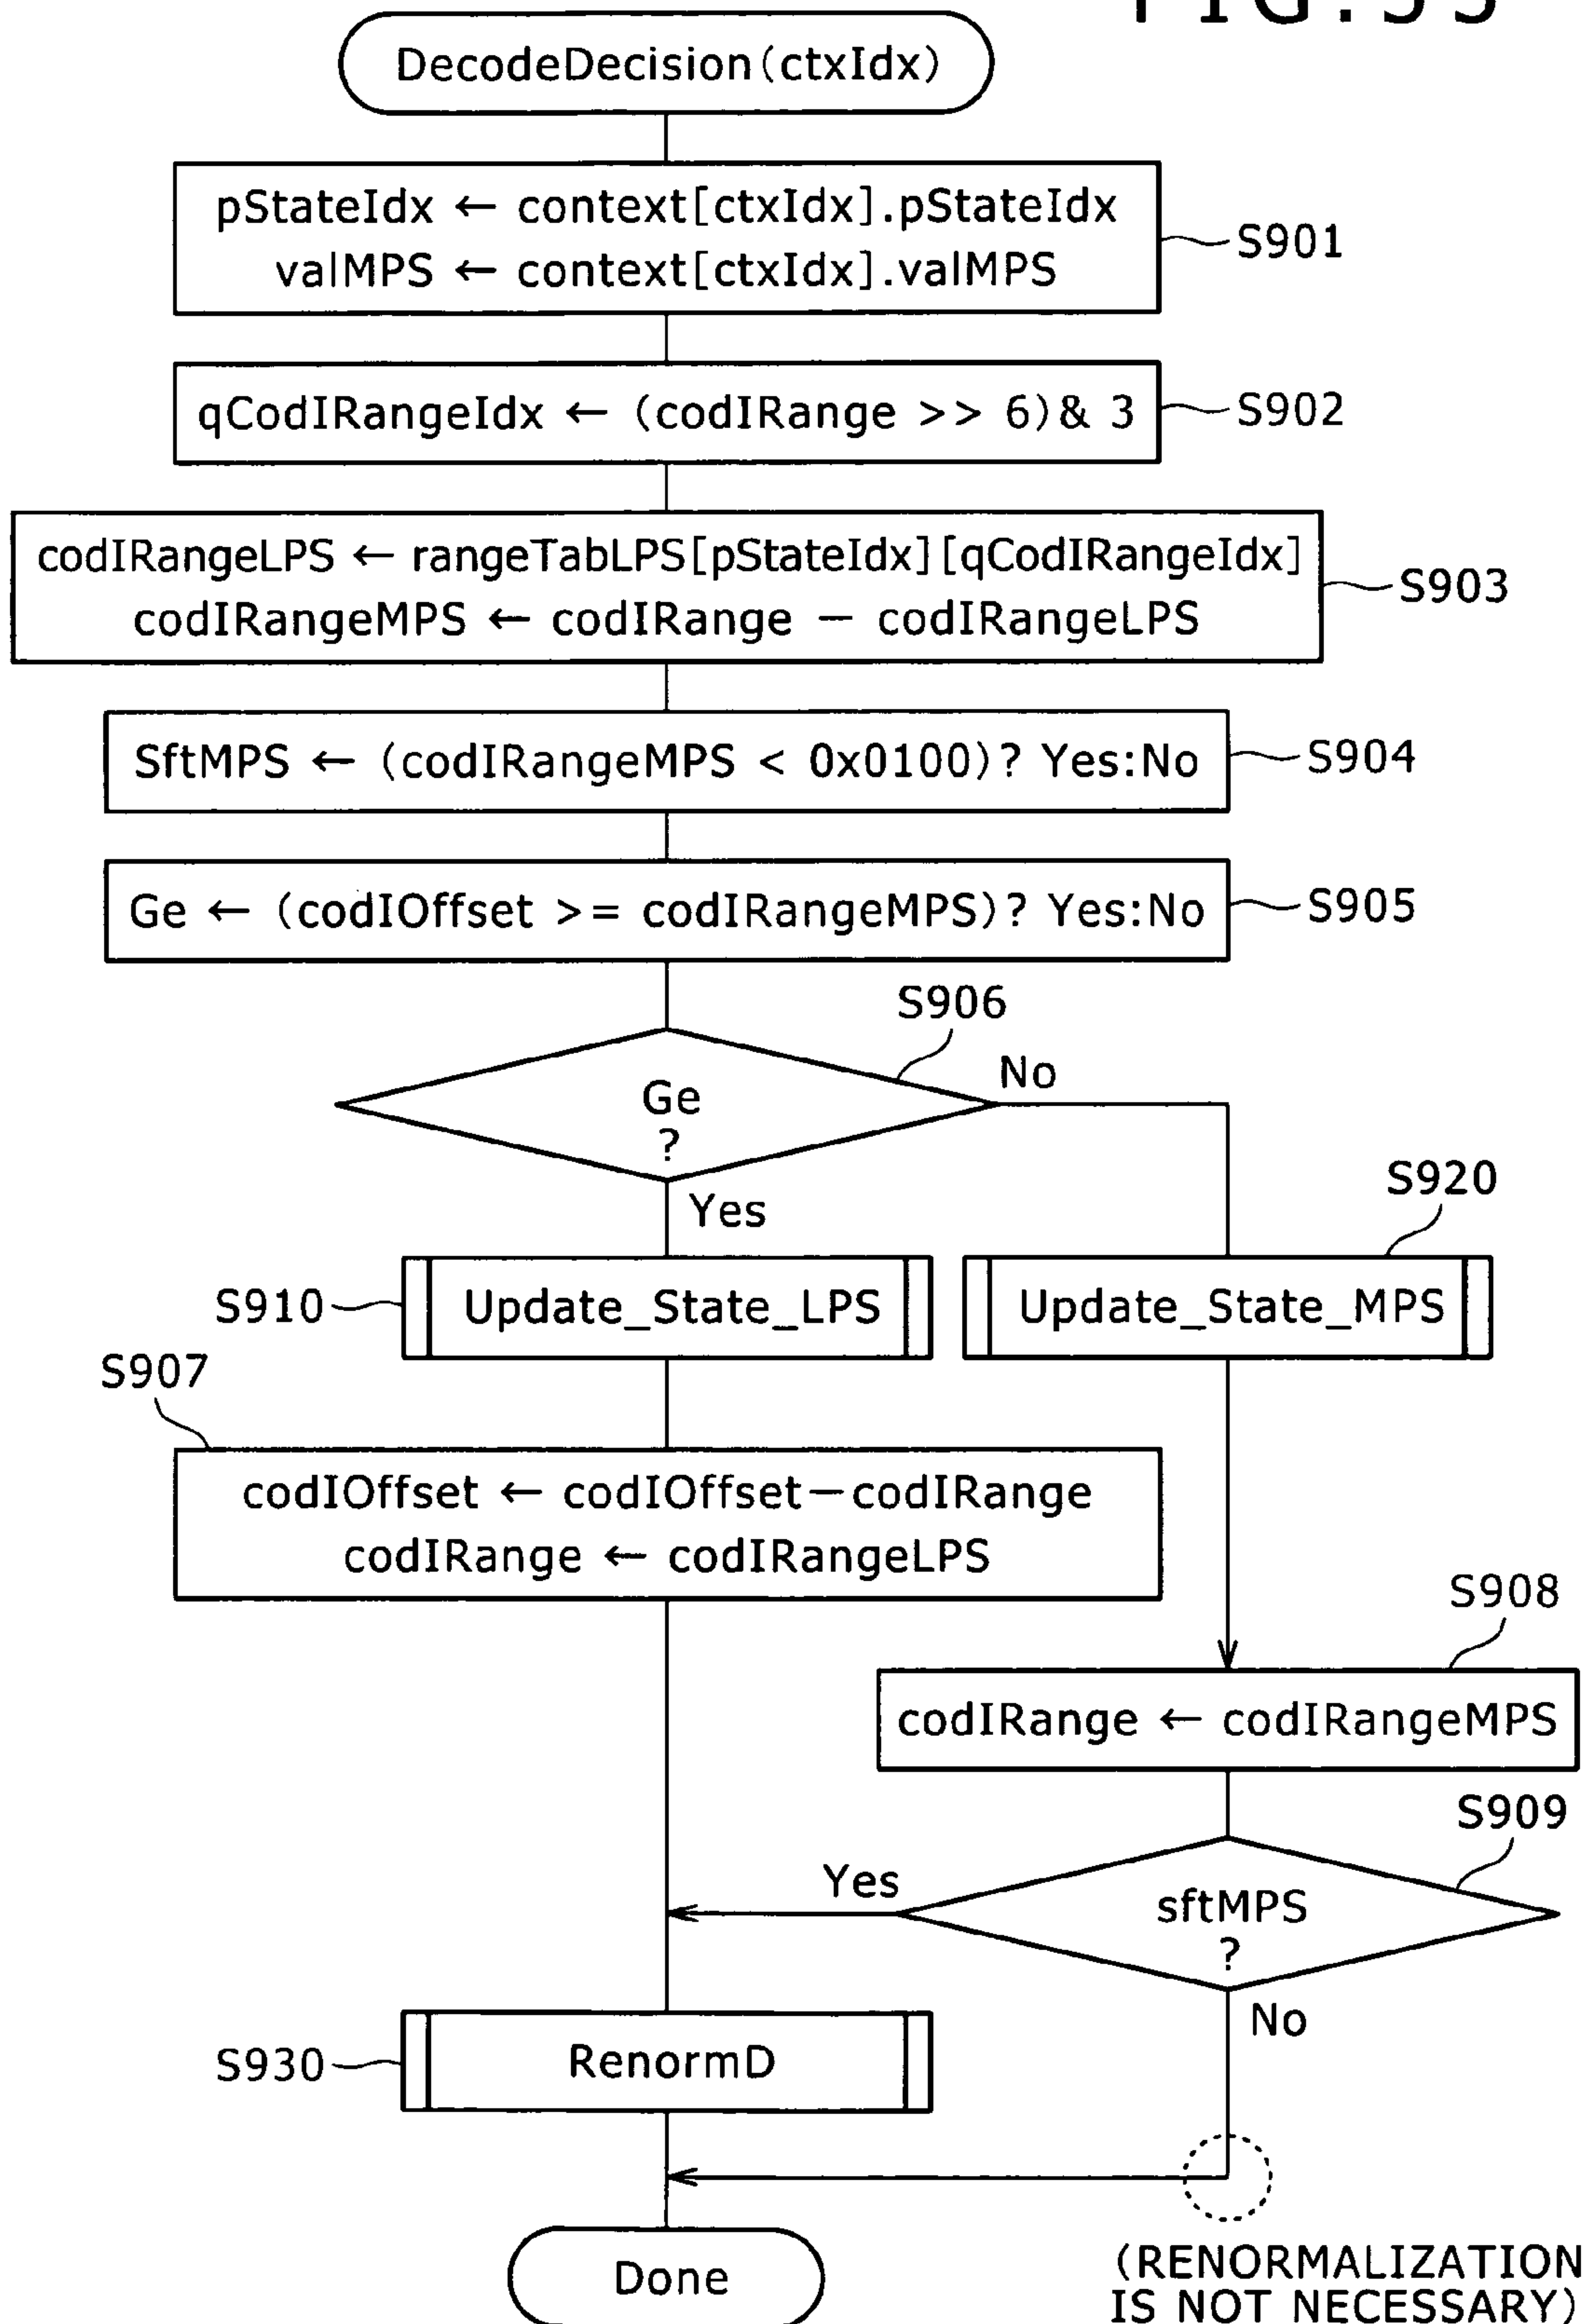 FIG.55
DecodeDecision(ctxIdx)
pStateIdx ← context[ctxIdx].pStateIdx
valMPS ← context[ctxIdx].valMPS
S901
qCodIRangeIdx ← (codIRange >> 6)& 3
S902
codIRangeLPS ← rangeTabLPS[pStateIdx][qCodIRangeIdx]
codIRangeMPS ← codIRange − codIRangeLPS
S903
SftMPS ← (codIRangeMPS < 0x0100)? Yes:No
S904
Ge ← (codIOffset >= codIRangeMPS)? Yes:No
S905
S906
Ge
?
No
Yes
S920
S910
Update_State_LPS
Update_State_MPS
S907
codIOffset ← codIOffset−codIRange
codIRange ← codIRangeLPS
S908
codIRange ← codIRangeMPS
S909
Yes
sftMPS
?
No
S930
RenormD
Done
(RENORMALIZATION
IS NOT NECESSARY)